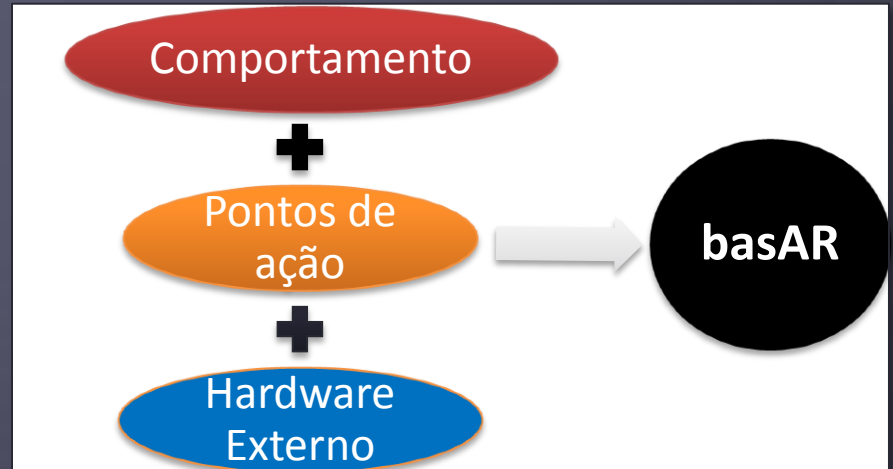 Comportamento
Pontos de
ação
basAR
Hardware
Externo